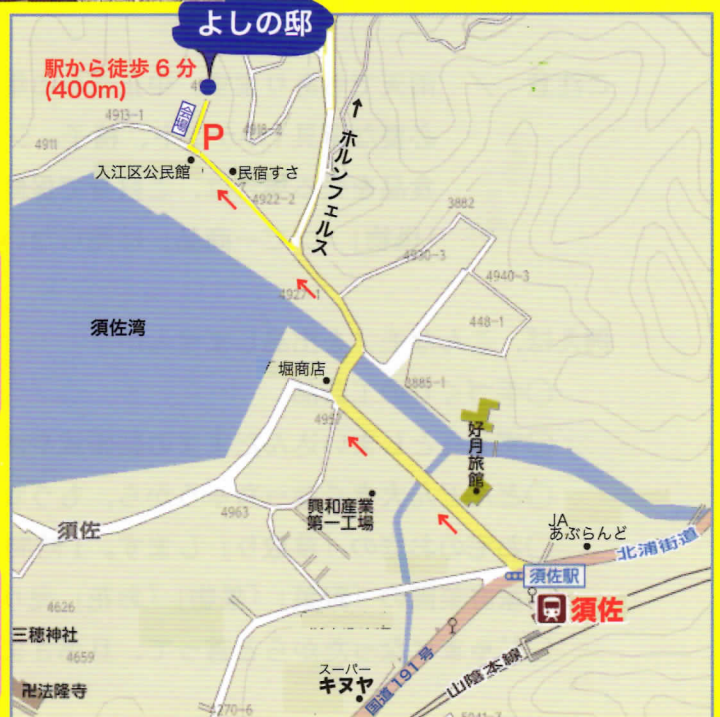 よしの邸
駅から徒歩6分
(400m)
4913-1
4911
P
入江区公民館
民宿すさ
4922-2
ホルンフェルス
3882
4930-3
4940-3
4927-1
448-1
須佐湾
堀商店
3885-1
4957
好月旅館
興和産業
第一工場
4963
須佐
JA
あぶらんど
北浦街道
須佐駅
須佐
4626
三穂神社
4659
卍法隆寺
スーパー
キヌヤ
国道191号
山陰本線
4270-6